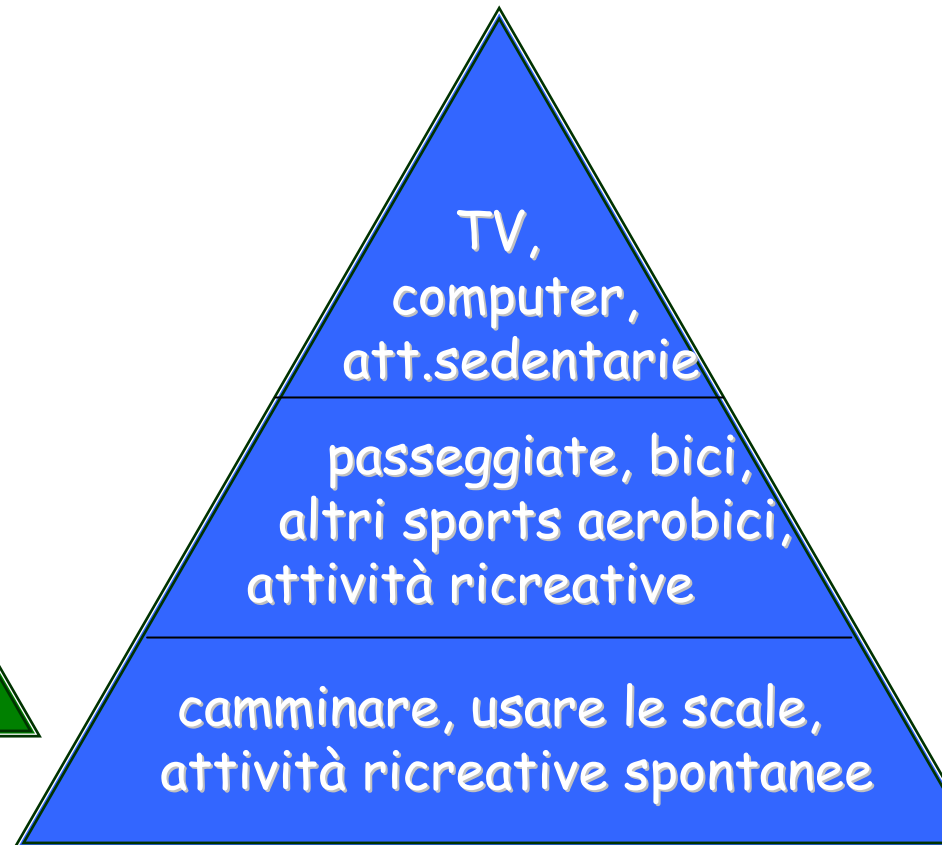 TV,
computer,
att.sedentarie
passeggiate, bici,
altri sports aerobici,
attività ricreative
camminare, usare le scale,
attività ricreative spontanee